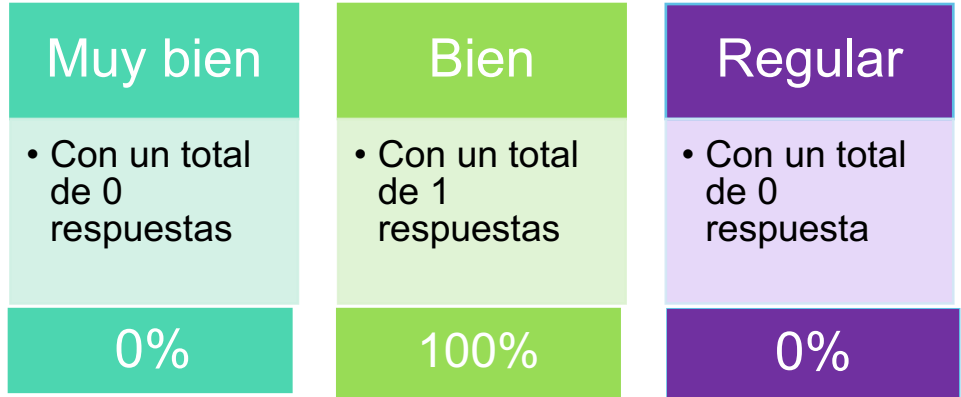 Muy bien
• Con un total
de 0
respuestas
0%
Bien
• Con un total
de 1
respuestas
100%
Regular
• Con un total
de 0
respuesta
0%